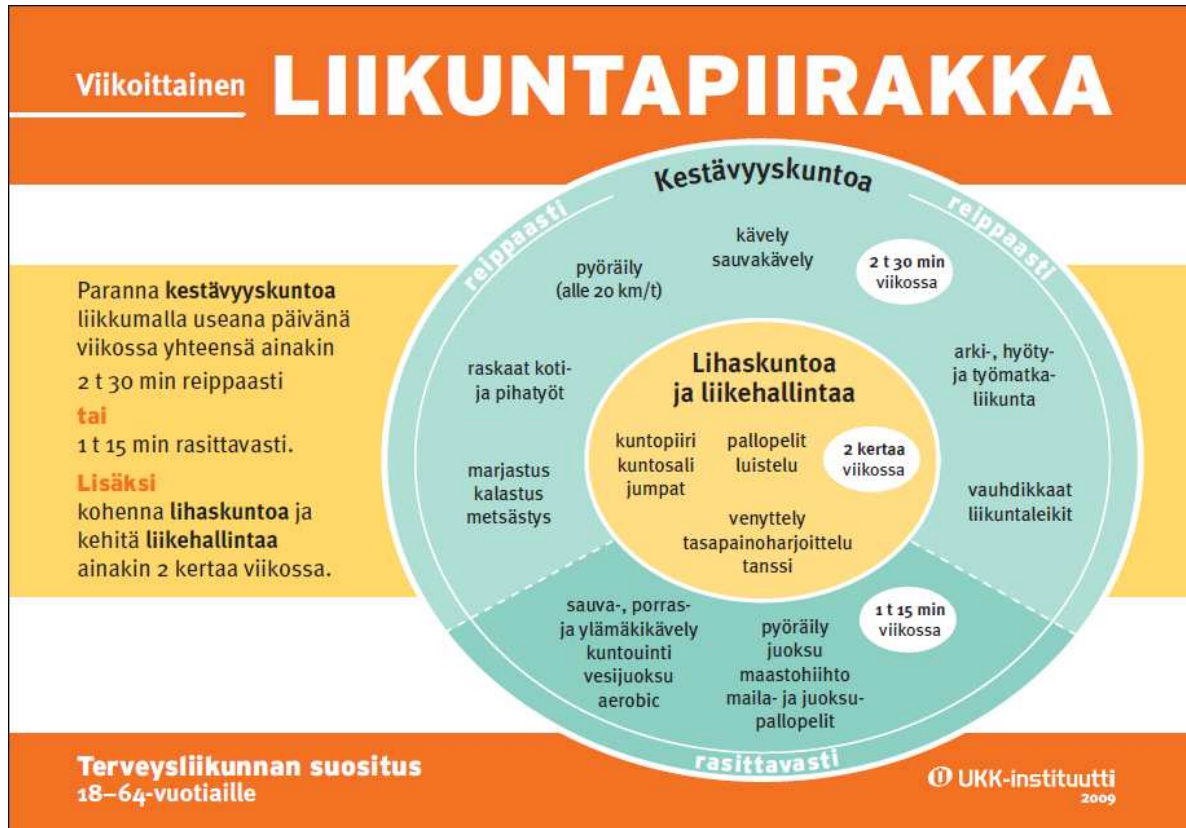 Viikoittainen LIIKUNTAPIIRAKKA
Paranna kestävyyskuntoa
liikkumalla useana päivänä
viikossa yhteensä ainakin
2 t 30 min reippaasti
tai
1 t 15 min rasittavasti.
Lisäksi
kohenna lihaskuntoa ja
kehitä liikehallintaa
ainakin 2 kertaa viikossa.
Kestävyyskuntoa
reippaasti
reippaasti
kävely
sauvakävely
2 t 30 min
viikossa
pyöräily
(alle 20 km/t)
raskaat koti-
ja pihatyöt
marjastus
kalastus
metsästys
arki-, hyöty-
ja työmatka-
liikunta
vauhdikkaat
liikuntaleikit
Lihaskuntoa
ja liikehallintaa
kuntopiiri
kuntosali
jumpat
pallopelit
luistelu
2 kertaa
viikossa
venyttely
tasapainoharjoittelu
tanssi
sauva-, porras-
ja ylämäkikävely
kuntouinti
vesijuoksu
aerobic
pyöräily
juoksu
maastohiihto
maila- ja juoksu-
pallopelit
1 t 15 min
viikossa
rasittavasti
Terveysliikunnan suositus
18–64-vuotiaille
UKK-instituutti
2009